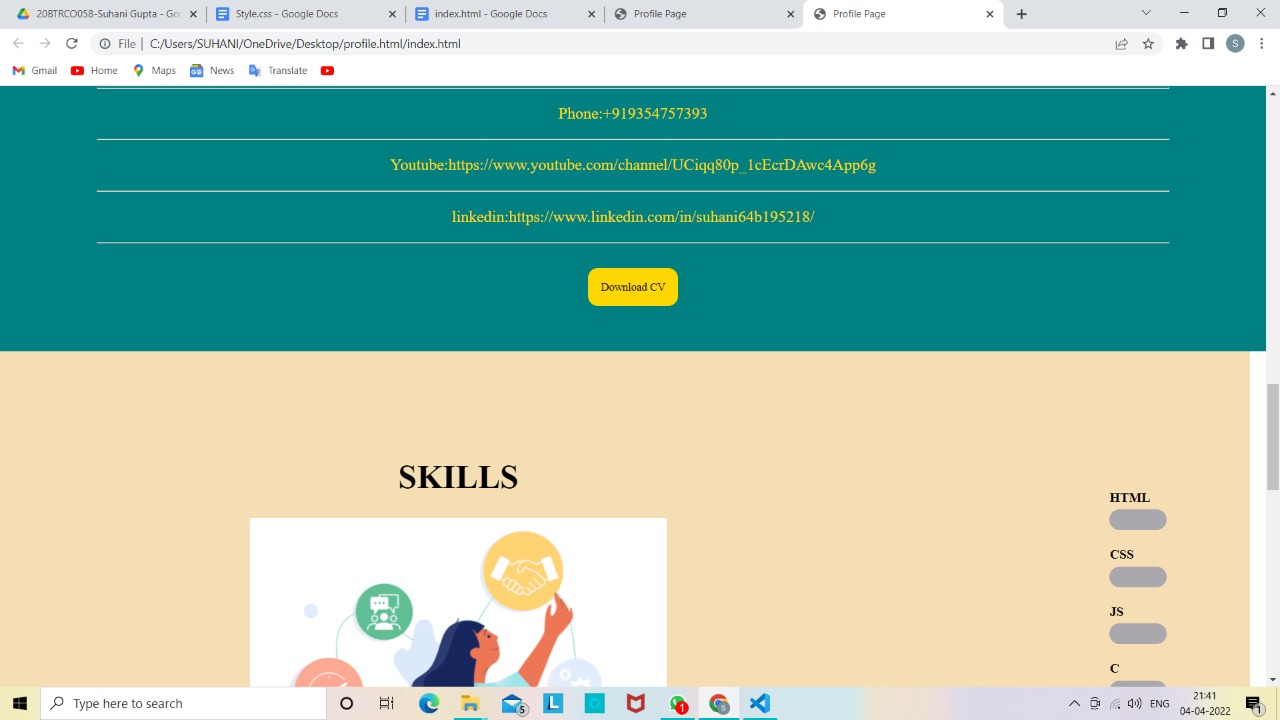 20BTRCO058-Suhani Gupta - Go
Style.css - Google Docs
index.html - Google Docs
Profile Page
Profile Page
File | C:/Users/SUHANI/OneDrive/Desktop/profile.html/index.html
S
Gmail
Home
Maps
News
Translate
Phone:+919354757393
Youtube:https://www.youtube.com/channel/UCiqq80p_1cEcrDAwc4App6g
linkedin:https://www.linkedin.com/in/suhani64b195218/
Download CV
SKILLS
HTML
CSS
JS
C
Type here to search
5
L
1
S
ENG
21:41
04-04-2022
1